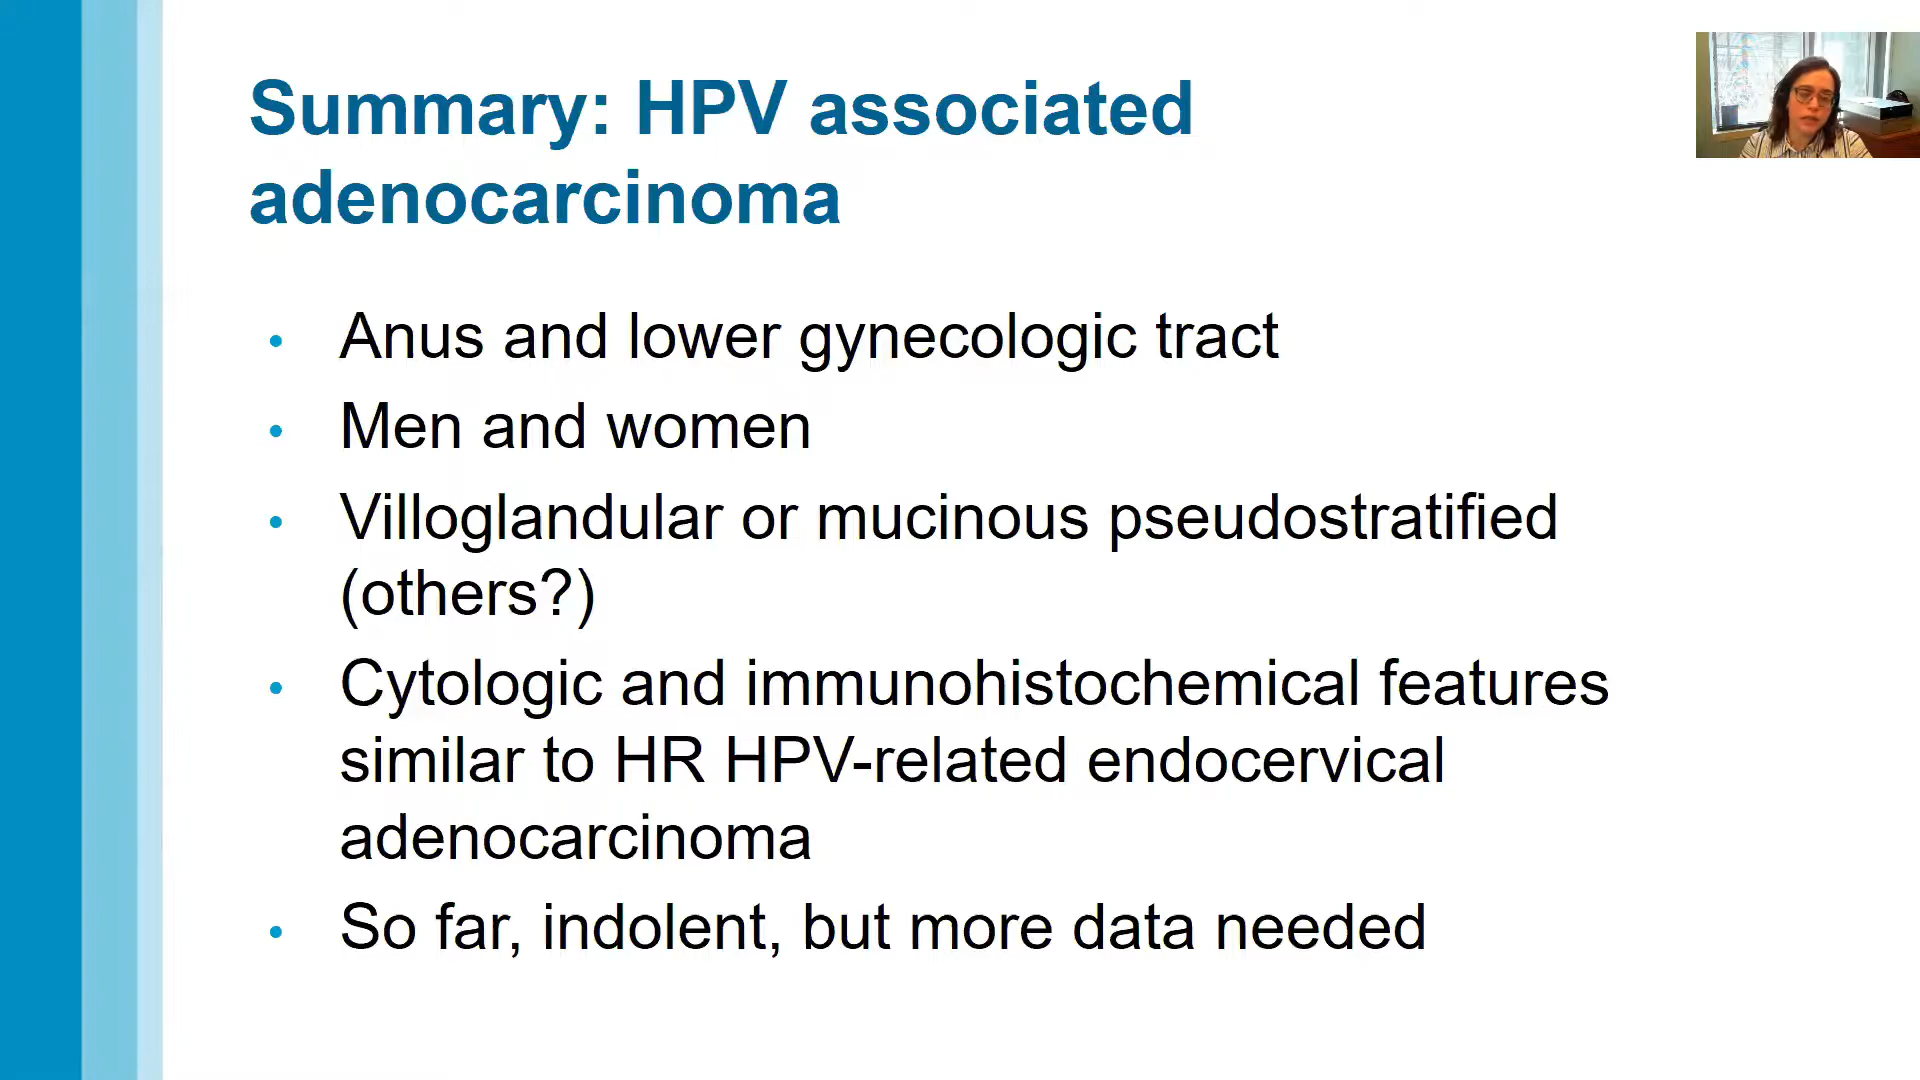 Summary: HPV associated
adenocarcinoma
• Anus and lower gynecologic tract
• Men and women
• Villoglandular or mucinous pseudostratified
(others?)
• Cytologic and immunohistochemical features
similar to HR HPV-related endocervical
adenocarcinoma
• So far, indolent, but more data needed